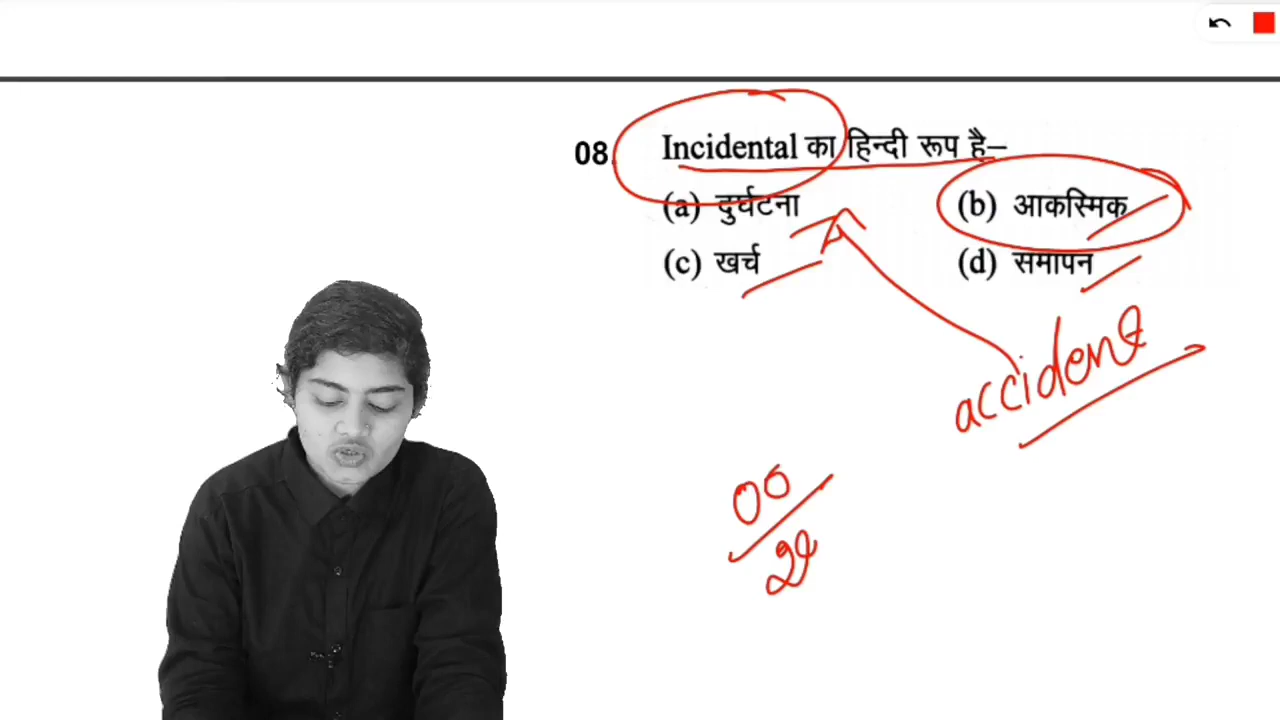 08 Incidental का हिन्दी रूप है–
(a) दुर्घटना (b) आकस्मिक
(c) खर्च (d) समापन
accident